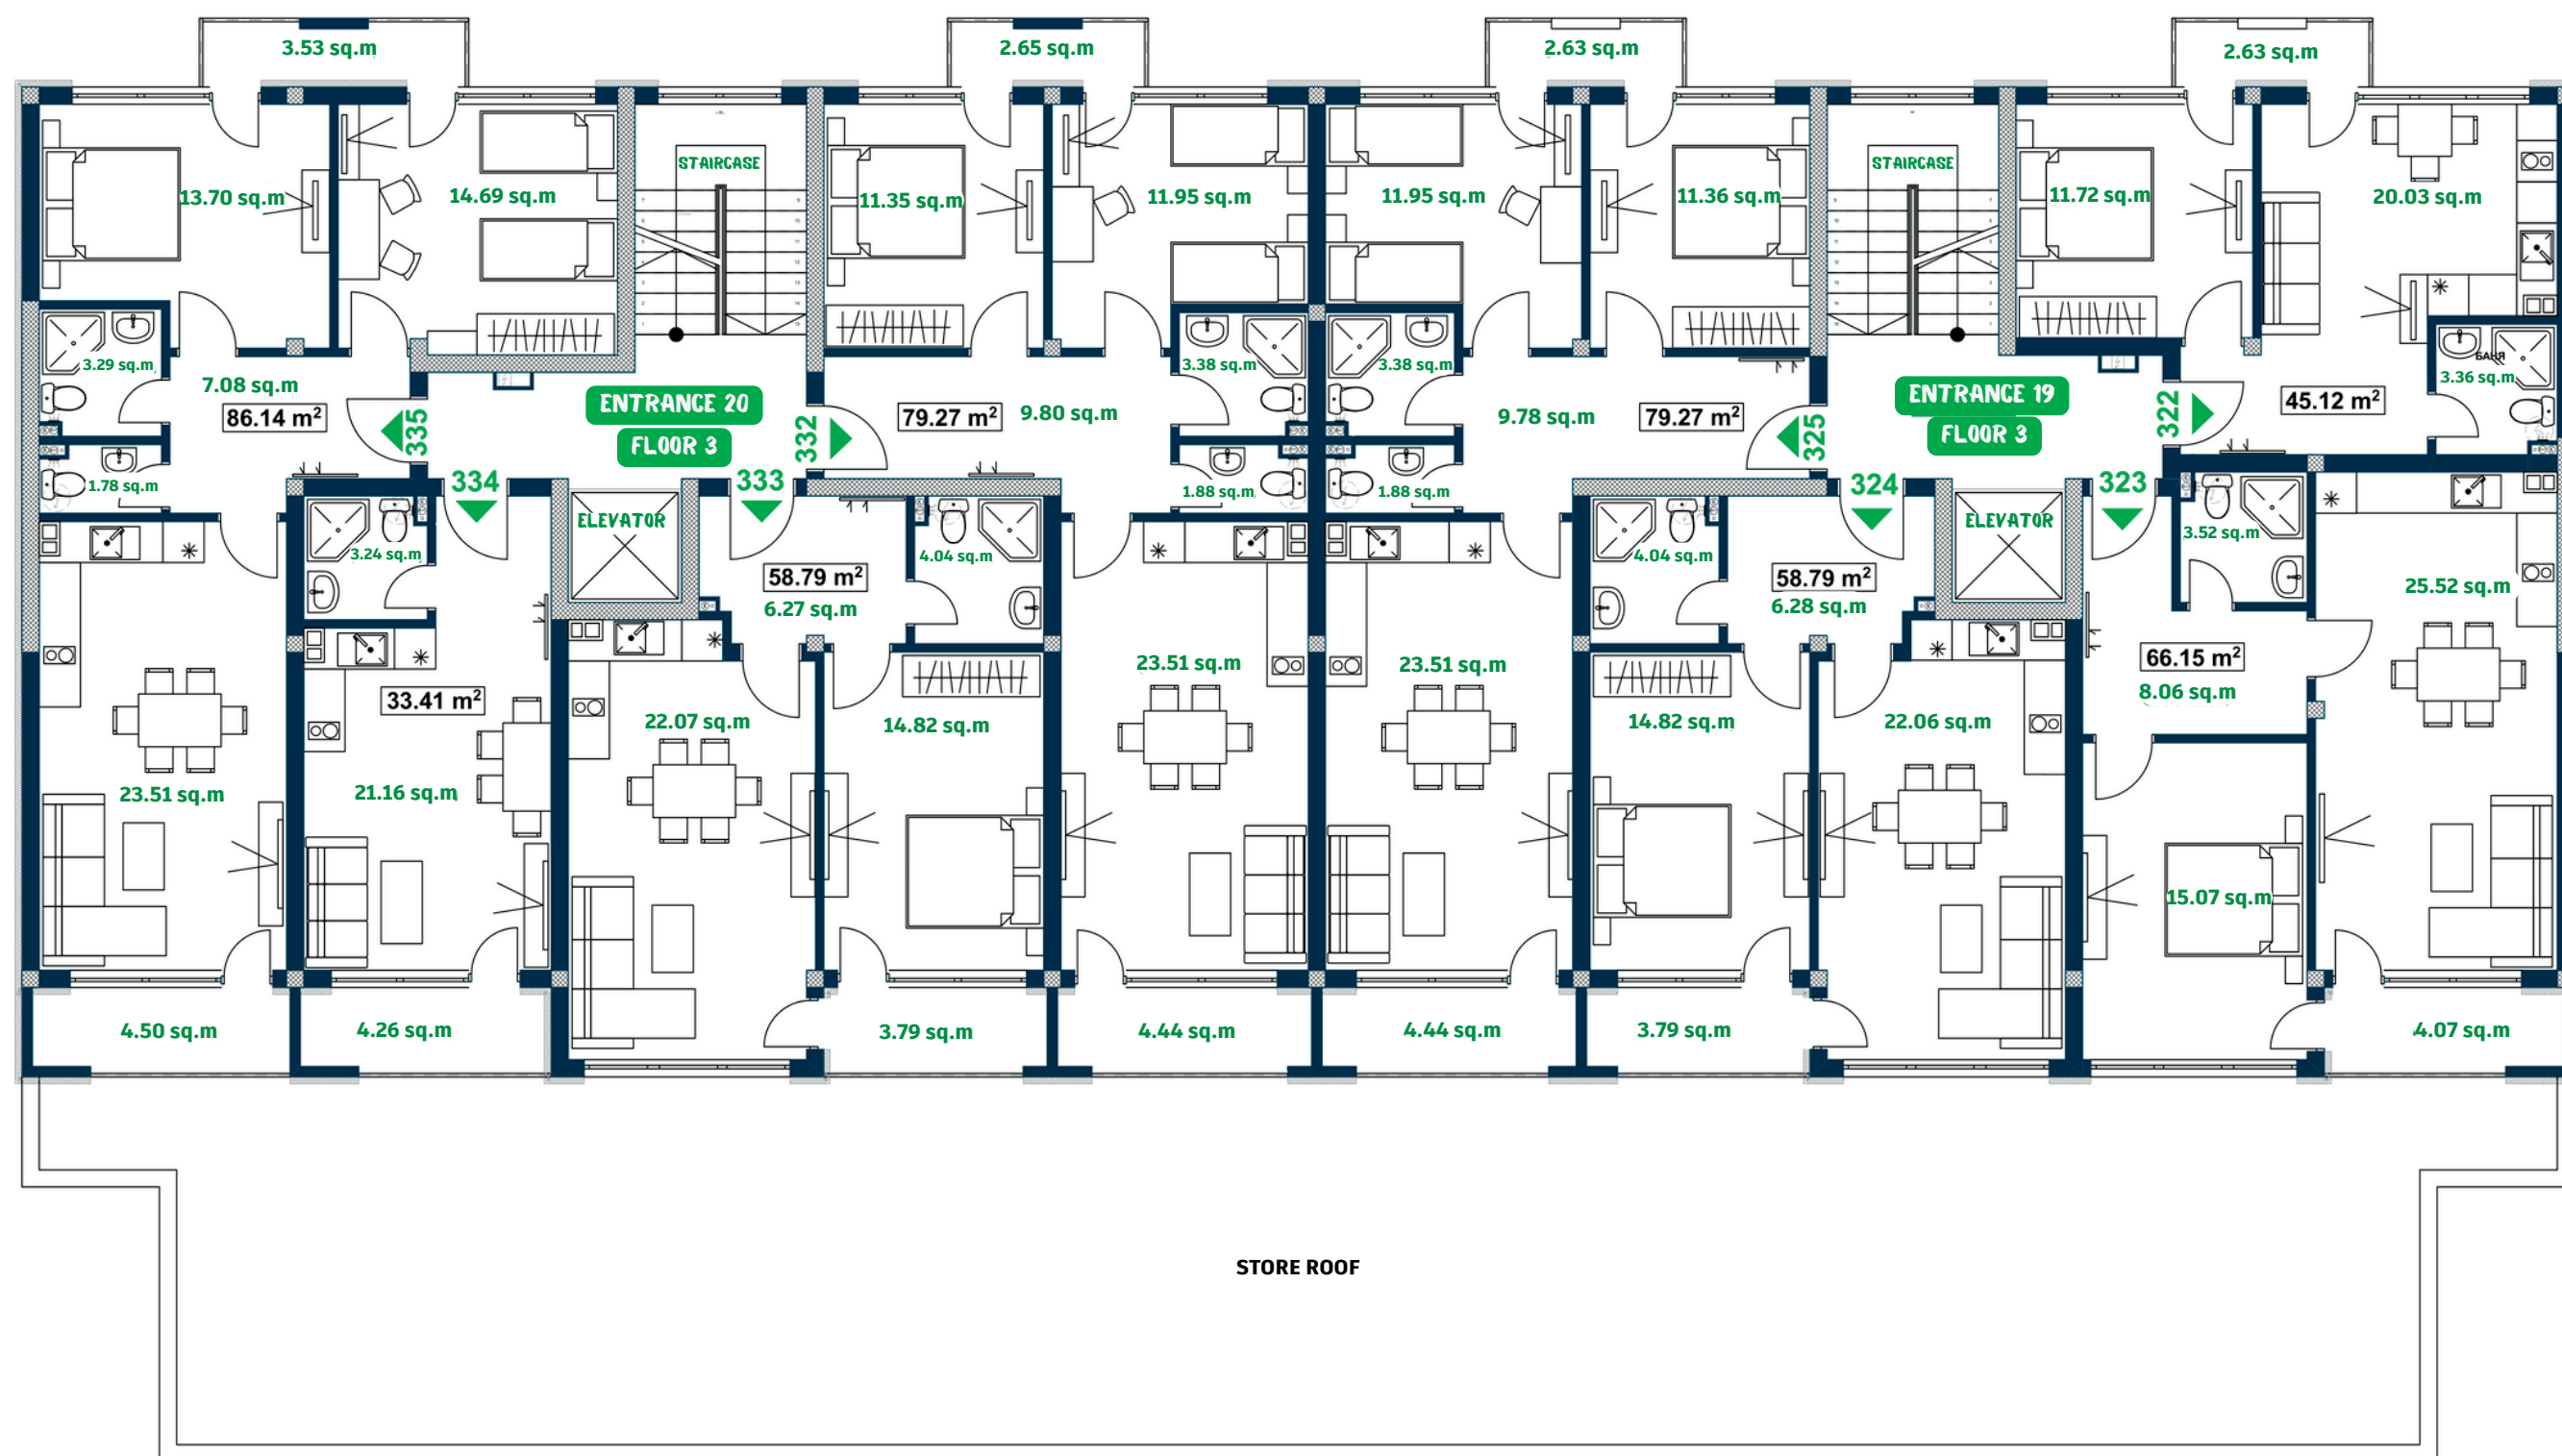 3.53 sq.m
2.65 sq.m
2.63 sq.m
2.63 sq.m
13.70 sq.m
14.69 sq.m
STAIRCASE
11.35 sq.m
11.95 sq.m
11.95 sq.m
11.36 sq.m
STAIRCASE
11.72 sq.m
20.03 sq.m
3.29 sq.m
7.08 sq.m
86.14 m²
335
ENTRANCE 20
FLOOR 3
332
79.27 m²
9.80 sq.m
3.38 sq.m
3.38 sq.m
9.78 sq.m
79.27 m²
325
ENTRANCE 19
FLOOR 3
322
45.12 m²
БАНЯ
3.36 sq.m
1.78 sq.m
334
333
1.88 sq.m
1.88 sq.m
324
323
3.24 sq.m
ELEVATOR
58.79 m²
6.27 sq.m
4.04 sq.m
4.04 sq.m
58.79 m²
6.28 sq.m
ELEVATOR
3.52 sq.m
25.52 sq.m
33.41 m²
22.07 sq.m
14.82 sq.m
23.51 sq.m
23.51 sq.m
14.82 sq.m
22.06 sq.m
66.15 m²
8.06 sq.m
23.51 sq.m
21.16 sq.m
15.07 sq.m
4.50 sq.m
4.26 sq.m
3.79 sq.m
4.44 sq.m
4.44 sq.m
3.79 sq.m
4.07 sq.m
STORE ROOF